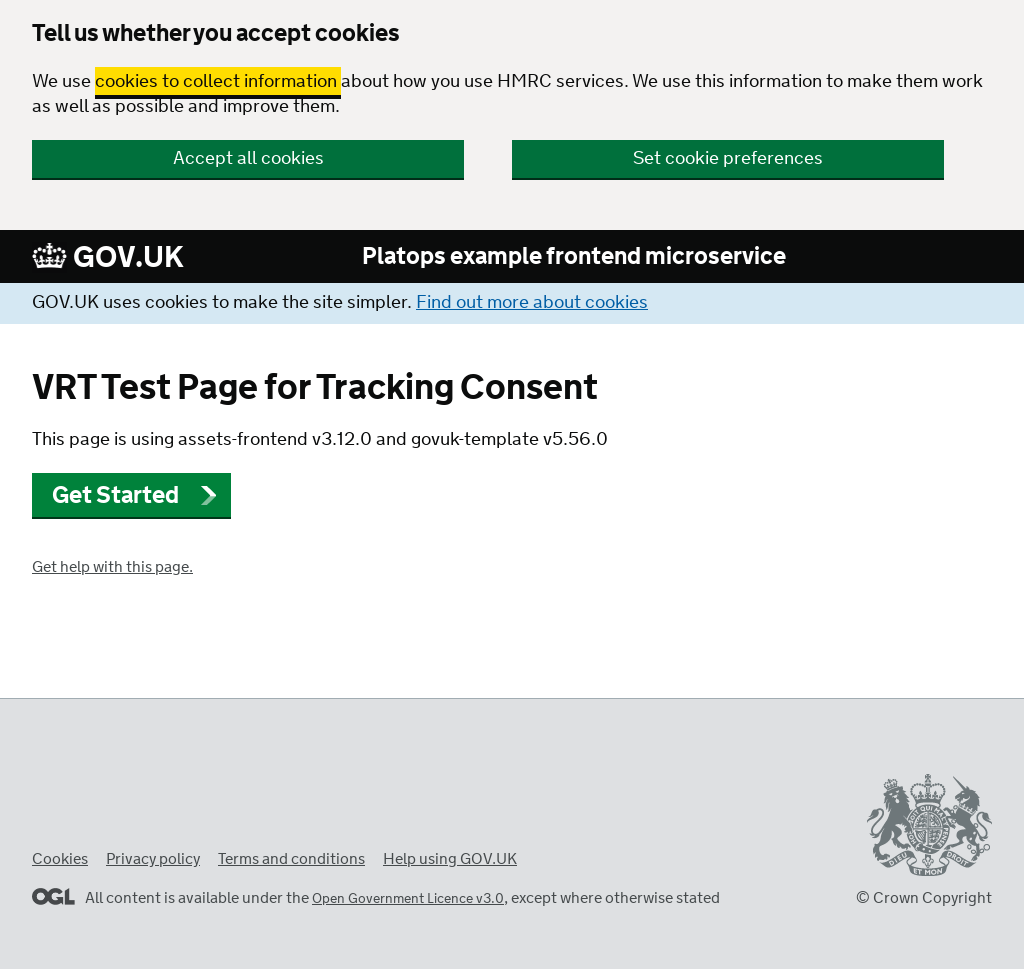 Tell us whether you accept cookies
We use cookies to collect information about how you use HMRC services. We use this information to make them work
as well as possible and improve them.
Accept all cookies
Set cookie preferences
GOV.UK
Platops example frontend microservice
GOV.UK uses cookies to make the site simpler. Find out more about cookies
VRT Test Page for Tracking Consent
This page is using assets-frontend v3.12.0 and govuk-template v5.56.0
Get Started
Get help with this page.
Cookies Privacy policy Terms and conditions Help using GOV.UK
OGL All content is available under the Open Government Licence v3.0, except where otherwise stated
DIEU ET MON DROIT
© Crown Copyright